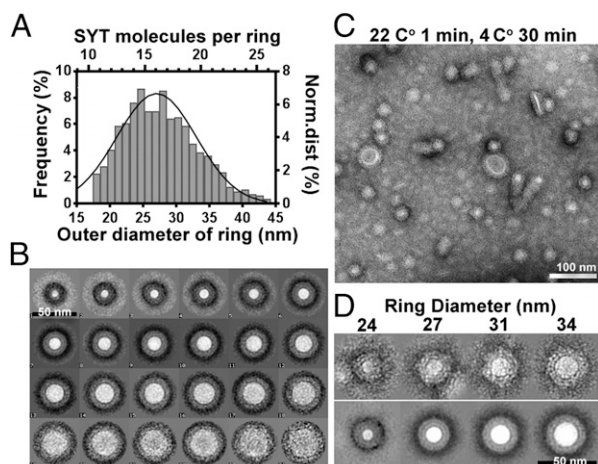 A
SYT molecules per ring
10 15 20 25
Frequency (%)
10
8
6
4
2
0
8
6
4
2
0
Norm.dist (%)
15 20 25 30 35 40 45
Outer diameter of ring (nm)
B
50 nm
C
22 C° 1 min, 4 C° 30 min
100 nm
D
Ring Diameter (nm)
24 27 31 34
50 nm